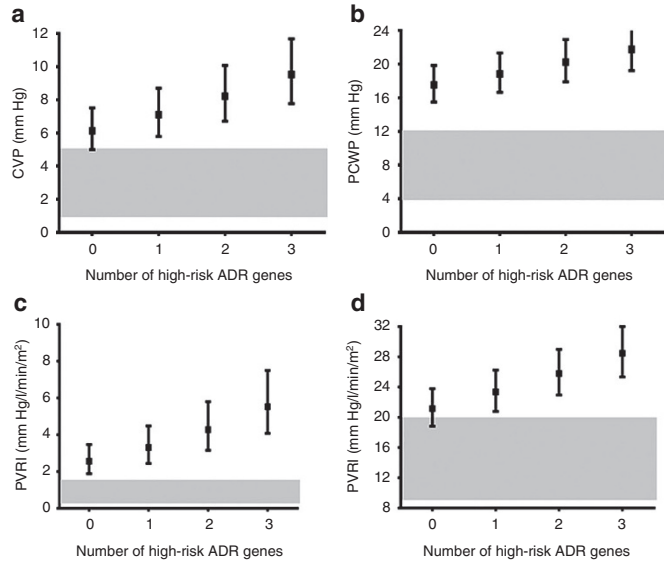 a
12
10
8
6
4
2
0
CVP (mm Hg)
0 1 2 3
Number of high-risk ADR genes
b
24
20
16
12
8
4
0
PCWP (mm Hg)
0 1 2 3
Number of high-risk ADR genes
c
10
8
6
4
2
0
PVRI (mm Hg/l/min/m²)
0 1 2 3
Number of high-risk ADR genes
d
32
28
24
20
16
12
8
PVRI (mm Hg/l/min/m²)
0 1 2 3
Number of high-risk ADR genes